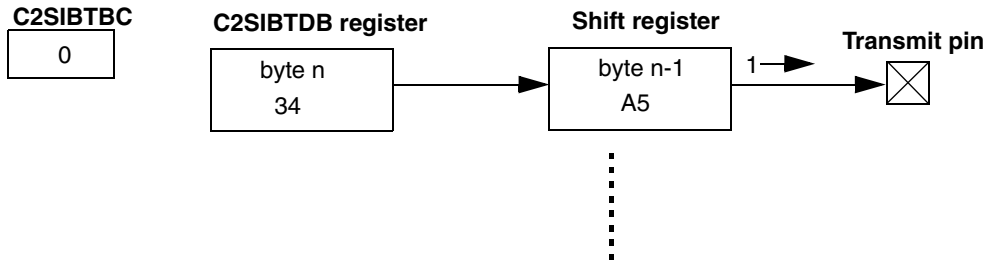 C2SIBTBC
0
C2SIBTDB register
byte n
34
Shift register
byte n-1
A5
1
Transmit pin